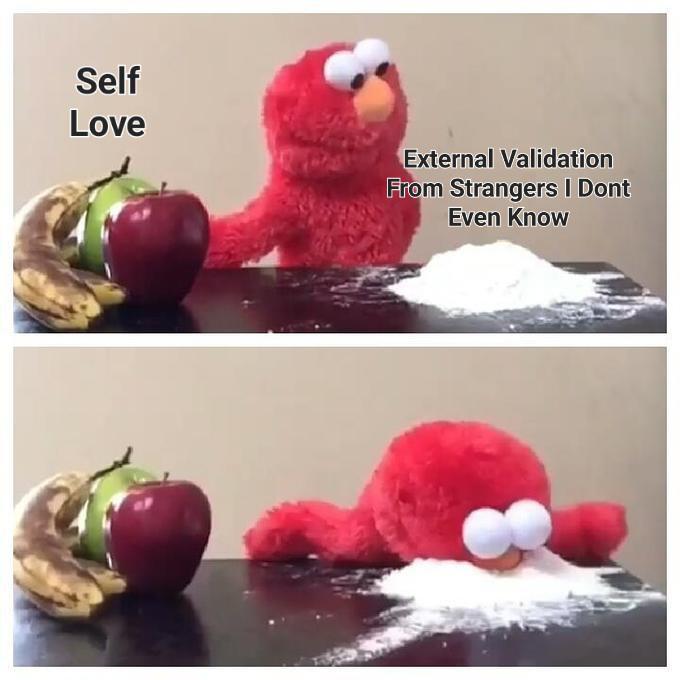 Self
Love
External Validation
From Strangers I Dont
Even Know